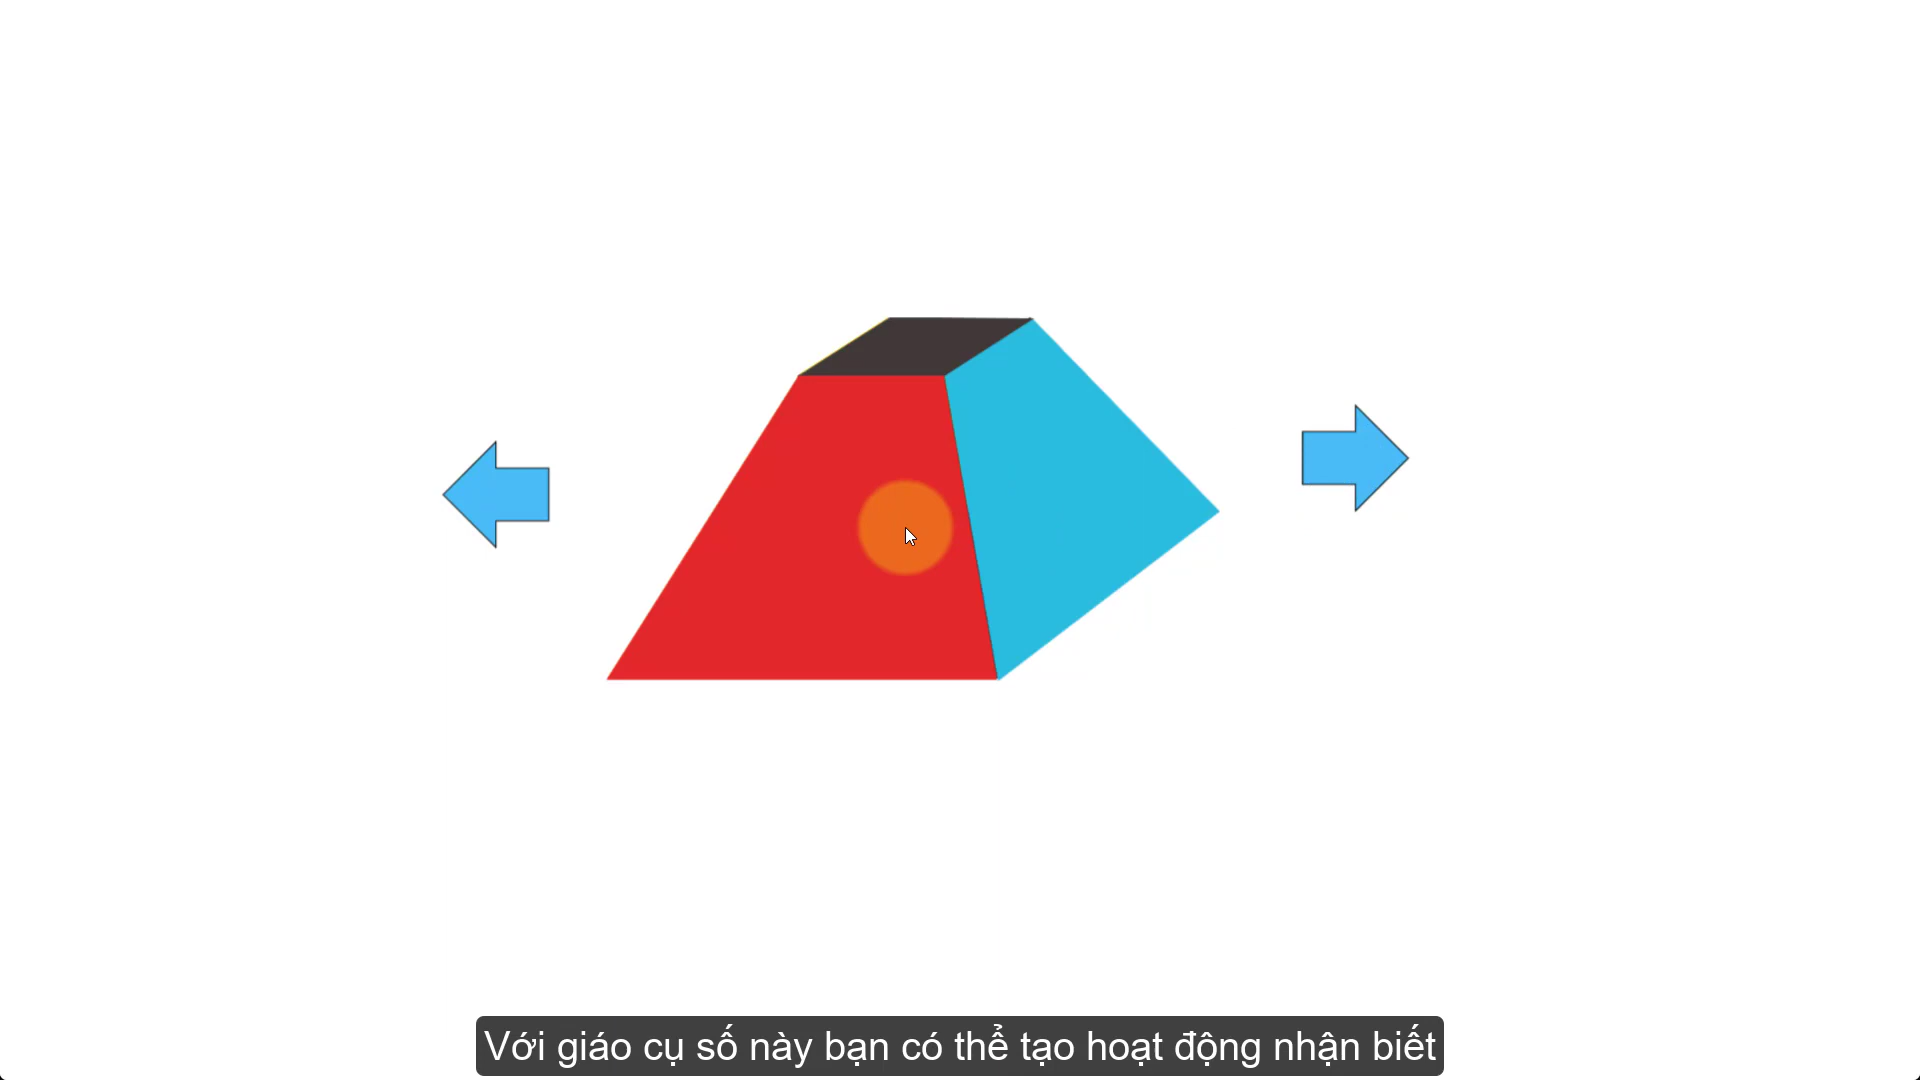 Với giáo cụ số này bạn có thể tạo hoạt động nhận biết